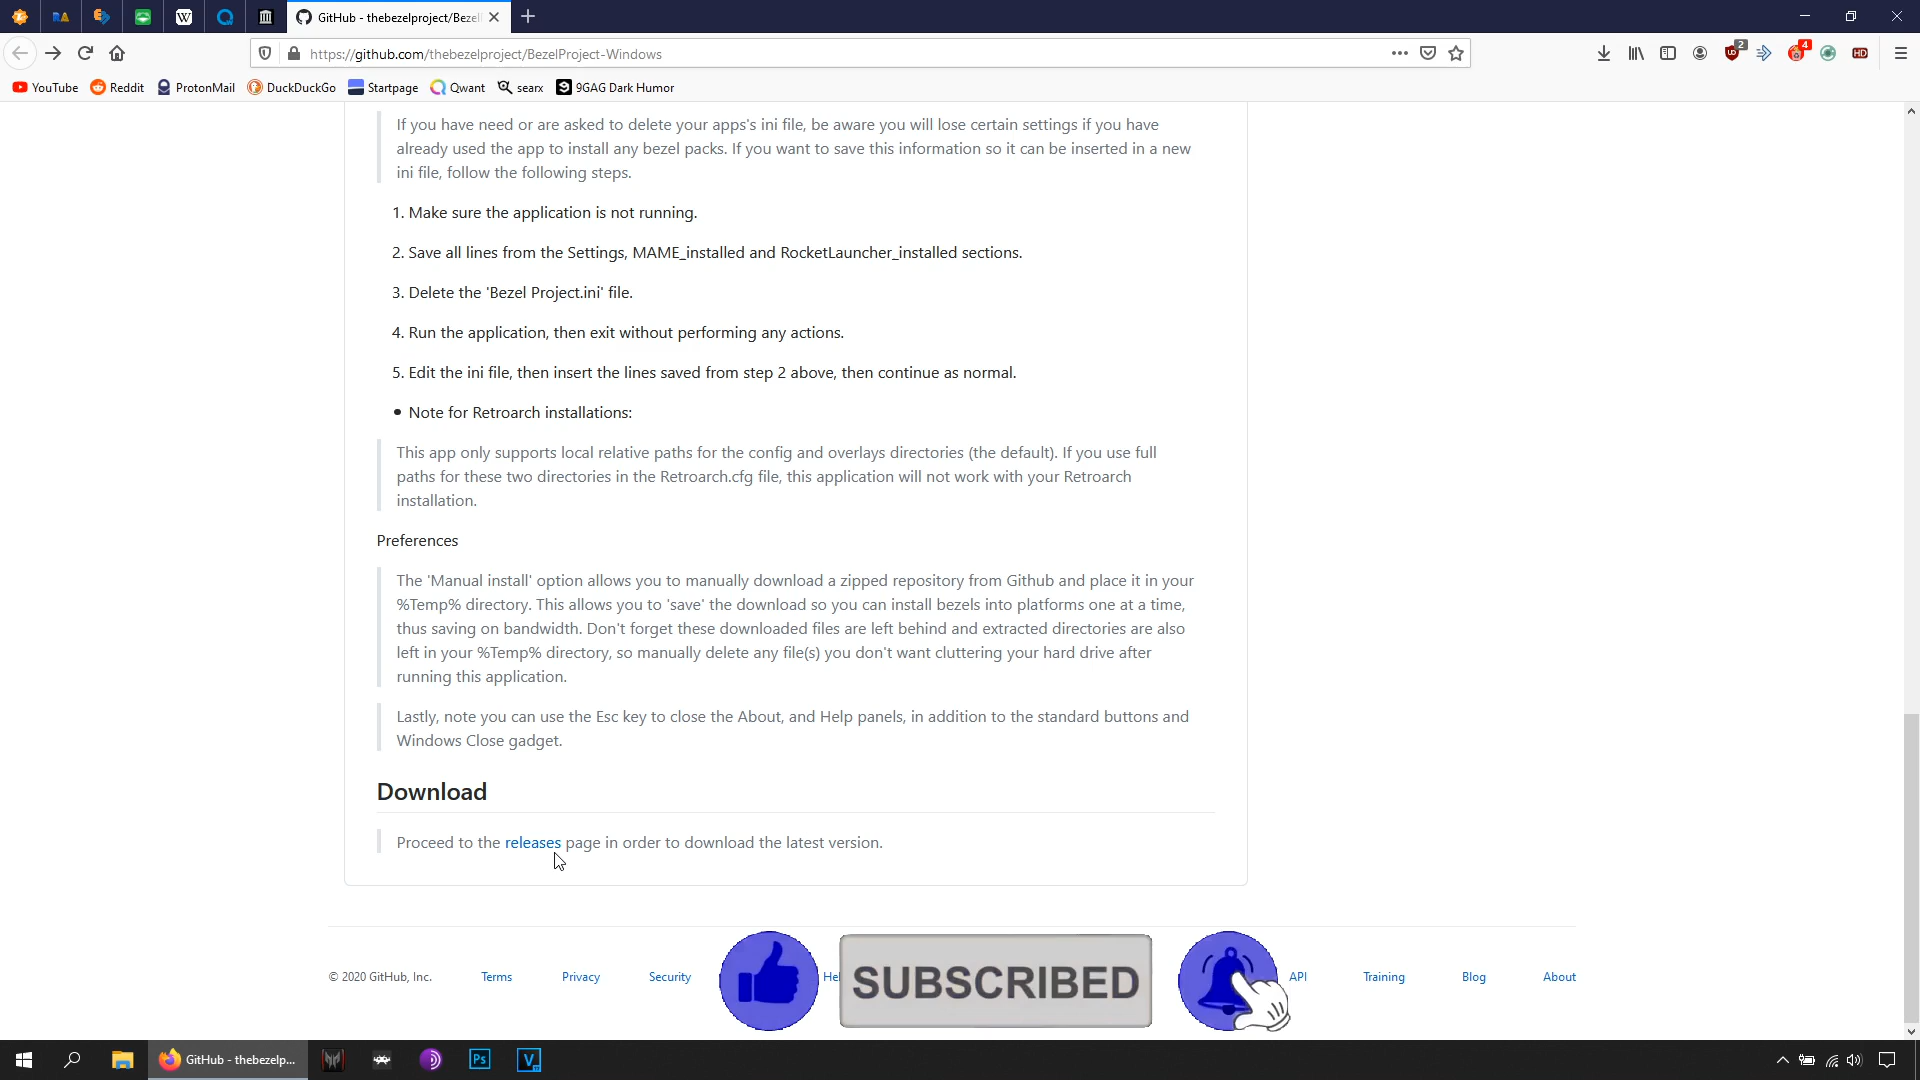 GitHub - thebezelproject/Bezel
https://github.com/thebezelproject/BezelProject-Windows
2
4
HD
YouTube
Reddit
ProtonMail
DuckDuckGo
Startpage
Qwant
searx
9GAG Dark Humor
If you have need or are asked to delete your apps's ini file, be aware you will lose certain settings if you have
already used the app to install any bezel packs. If you want to save this information so it can be inserted in a new
ini file, follow the following steps.
1. Make sure the application is not running.
2. Save all lines from the Settings, MAME_installed and RocketLauncher_installed sections.
3. Delete the 'Bezel Project.ini' file.
4. Run the application, then exit without performing any actions.
5. Edit the ini file, then insert the lines saved from step 2 above, then continue as normal.
• Note for Retroarch installations:
This app only supports local relative paths for the config and overlays directories (the default). If you use full
paths for these two directories in the Retroarch.cfg file, this application will not work with your Retroarch
installation.
Preferences
The 'Manual install' option allows you to manually download a zipped repository from Github and place it in your
%Temp% directory. This allows you to 'save' the download so you can install bezels into platforms one at a time,
thus saving on bandwidth. Don't forget these downloaded files are left behind and extracted directories are also
left in your %Temp% directory, so manually delete any file(s) you don't want cluttering your hard drive after
running this application.
Lastly, note you can use the Esc key to close the About, and Help panels, in addition to the standard buttons and
Windows Close gadget.
Download
Proceed to the releases page in order to download the latest version.
© 2020 GitHub, Inc.
Terms
Privacy
Security
Hel
SUBSCRIBED
API
Training
Blog
About
GitHub - thebezelp...
Ps
V